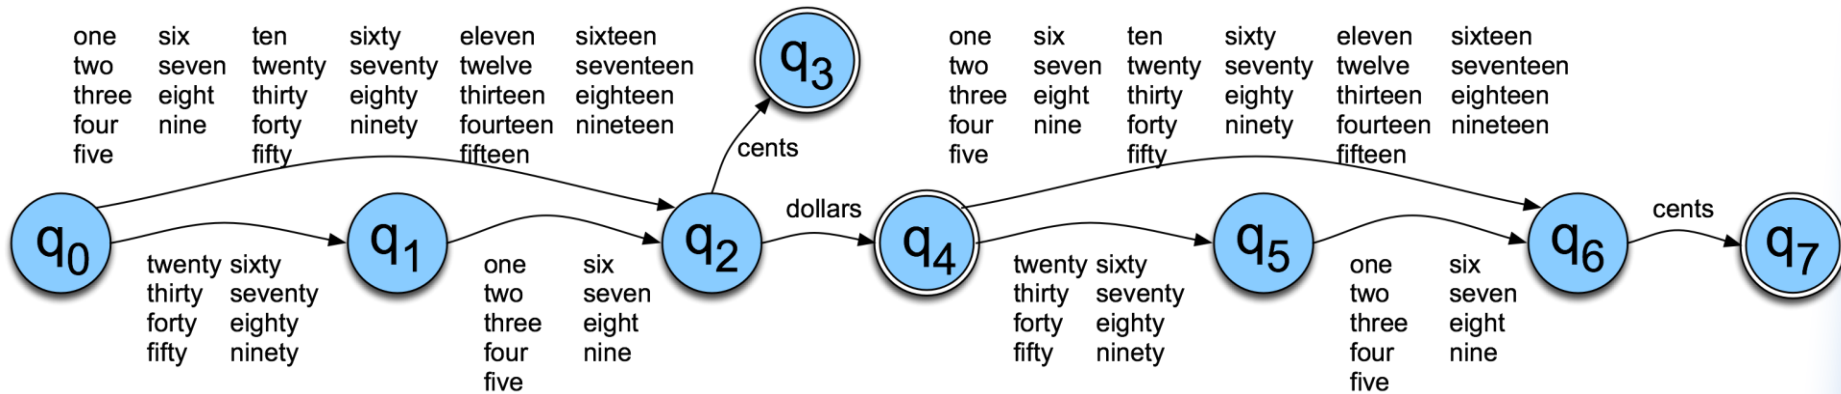 one six ten sixty eleven sixteen
two seven twenty seventy twelve seventeen
three eight thirty eighty thirteen eighteen
four nine forty ninety fourteen nineteen
five fifty fifteen
q3
one six ten sixty eleven sixteen
two seven twenty seventy twelve seventeen
three eight thirty eighty thirteen eighteen
four nine forty ninety fourteen nineteen
five fifty fifteen
cents
dollars
cents
q0 q1 q2 q4 q5 q6 q7
twenty sixty
thirty seventy
forty eighty
fifty ninety
one six
two seven
three eight
four nine
five
twenty sixty
thirty seventy
forty eighty
fifty ninety
one six
two seven
three eight
four nine
five